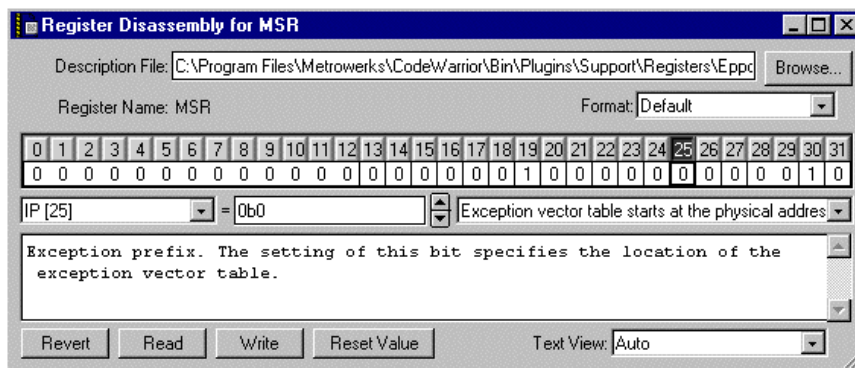 Register Disassembly for MSR
Description File: C:\Program Files\Metrowerks\CodeWarrior\Bin\Plugins\Support\Registers\Eppc Browse...
Register Name: MSR Format: Default
0 1 2 3 4 5 6 7 8 9 10 11 12 13 14 15 16 17 18 19 20 21 22 23 24 25 26 27 28 29 30 31
0 0 0 0 0 0 0 0 0 0 0 0 0 0 0 0 0 0 0 1 0 0 0 0 0 0 0 0 0 0 1 0
IP [25] = 0b0 Exception vector table starts at the physical addres
Exception prefix. The setting of this bit specifies the location of the
exception vector table.
Revert Read Write Reset Value Text View: Auto